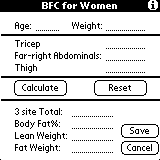 BFC for Women i
Age: Weight:
Tricep
Far-right Abdominals:
Thigh
Calculate Reset
3 site Total:
Body Fat%:
Lean Weight: Save
Fat Weight: Cancel